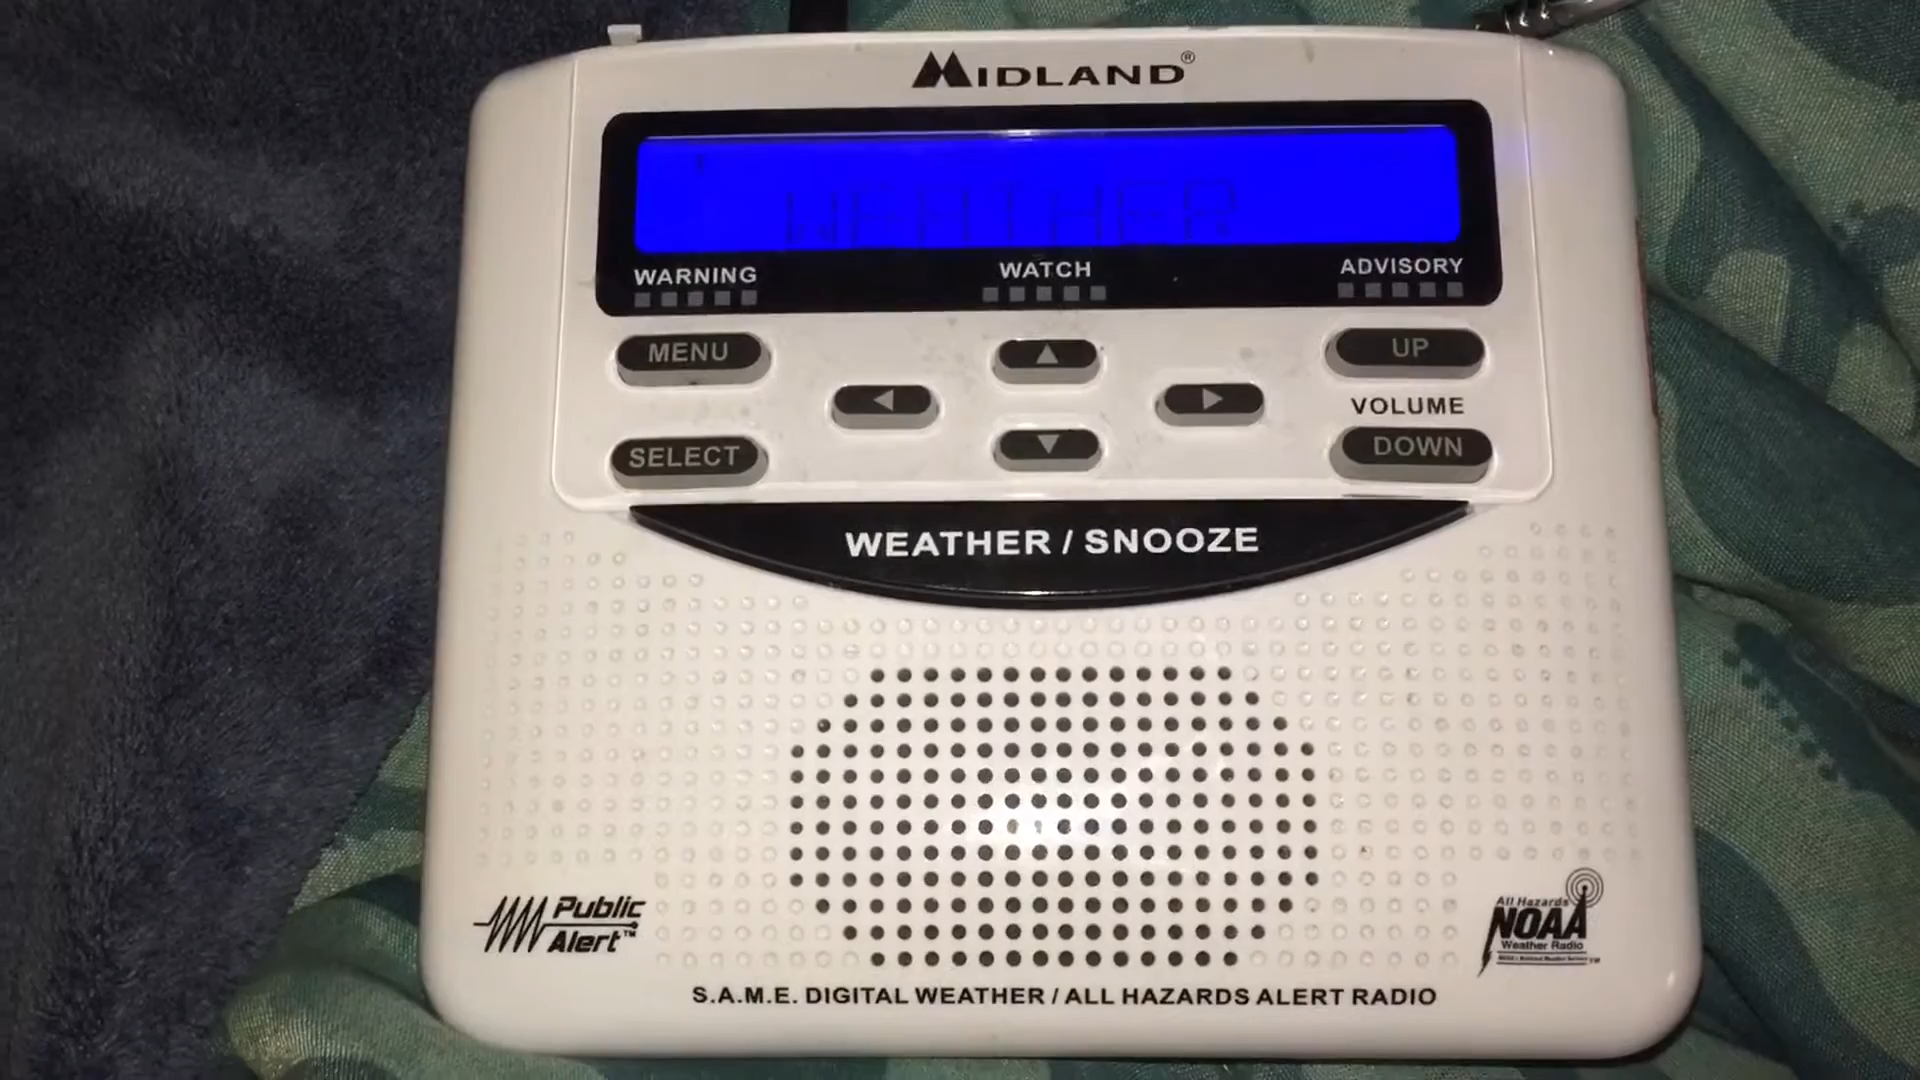 MIDLAND®
WEATHER
WARNING
WATCH
ADVISORY
MENU
UP
VOLUME
SELECT
DOWN
WEATHER / SNOOZE
Public
Alert™
All Hazards
NOAA
Weather Radio
S.A.M.E. DIGITAL WEATHER / ALL HAZARDS ALERT RADIO